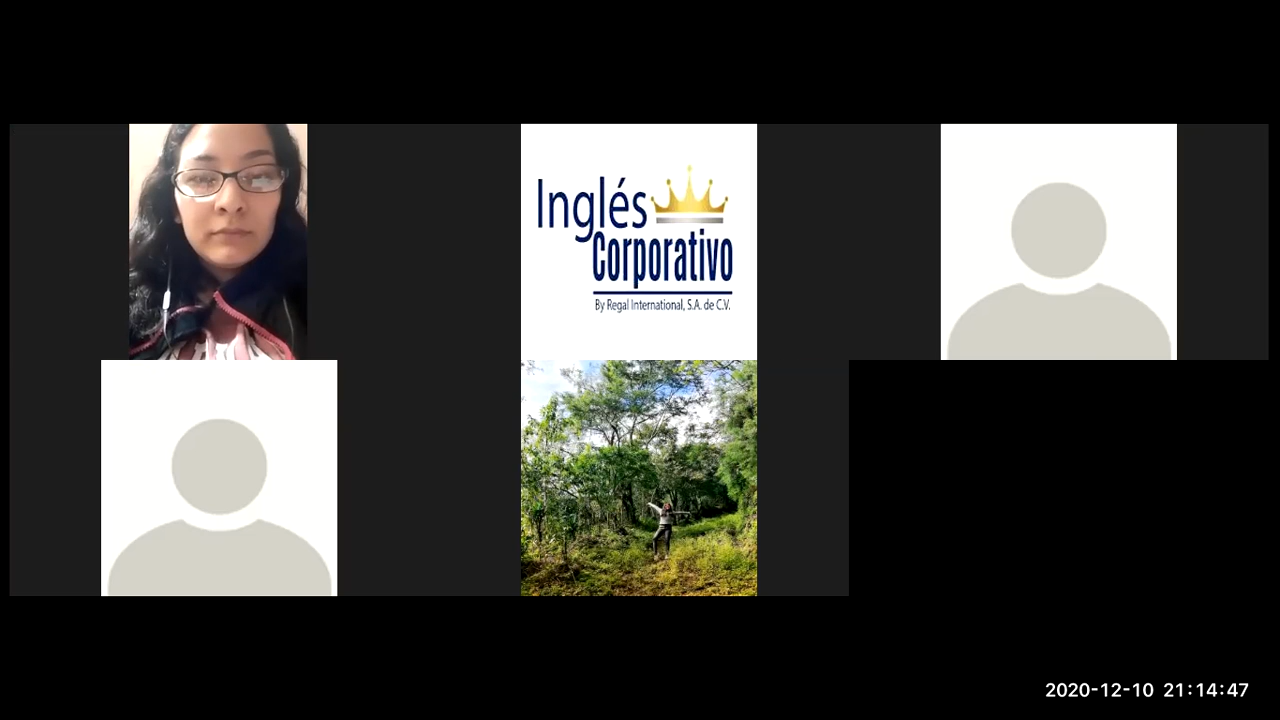 Inglés
Corporativo
By Regal International, S.A. de C.V.
2020-12-10 21:14:47